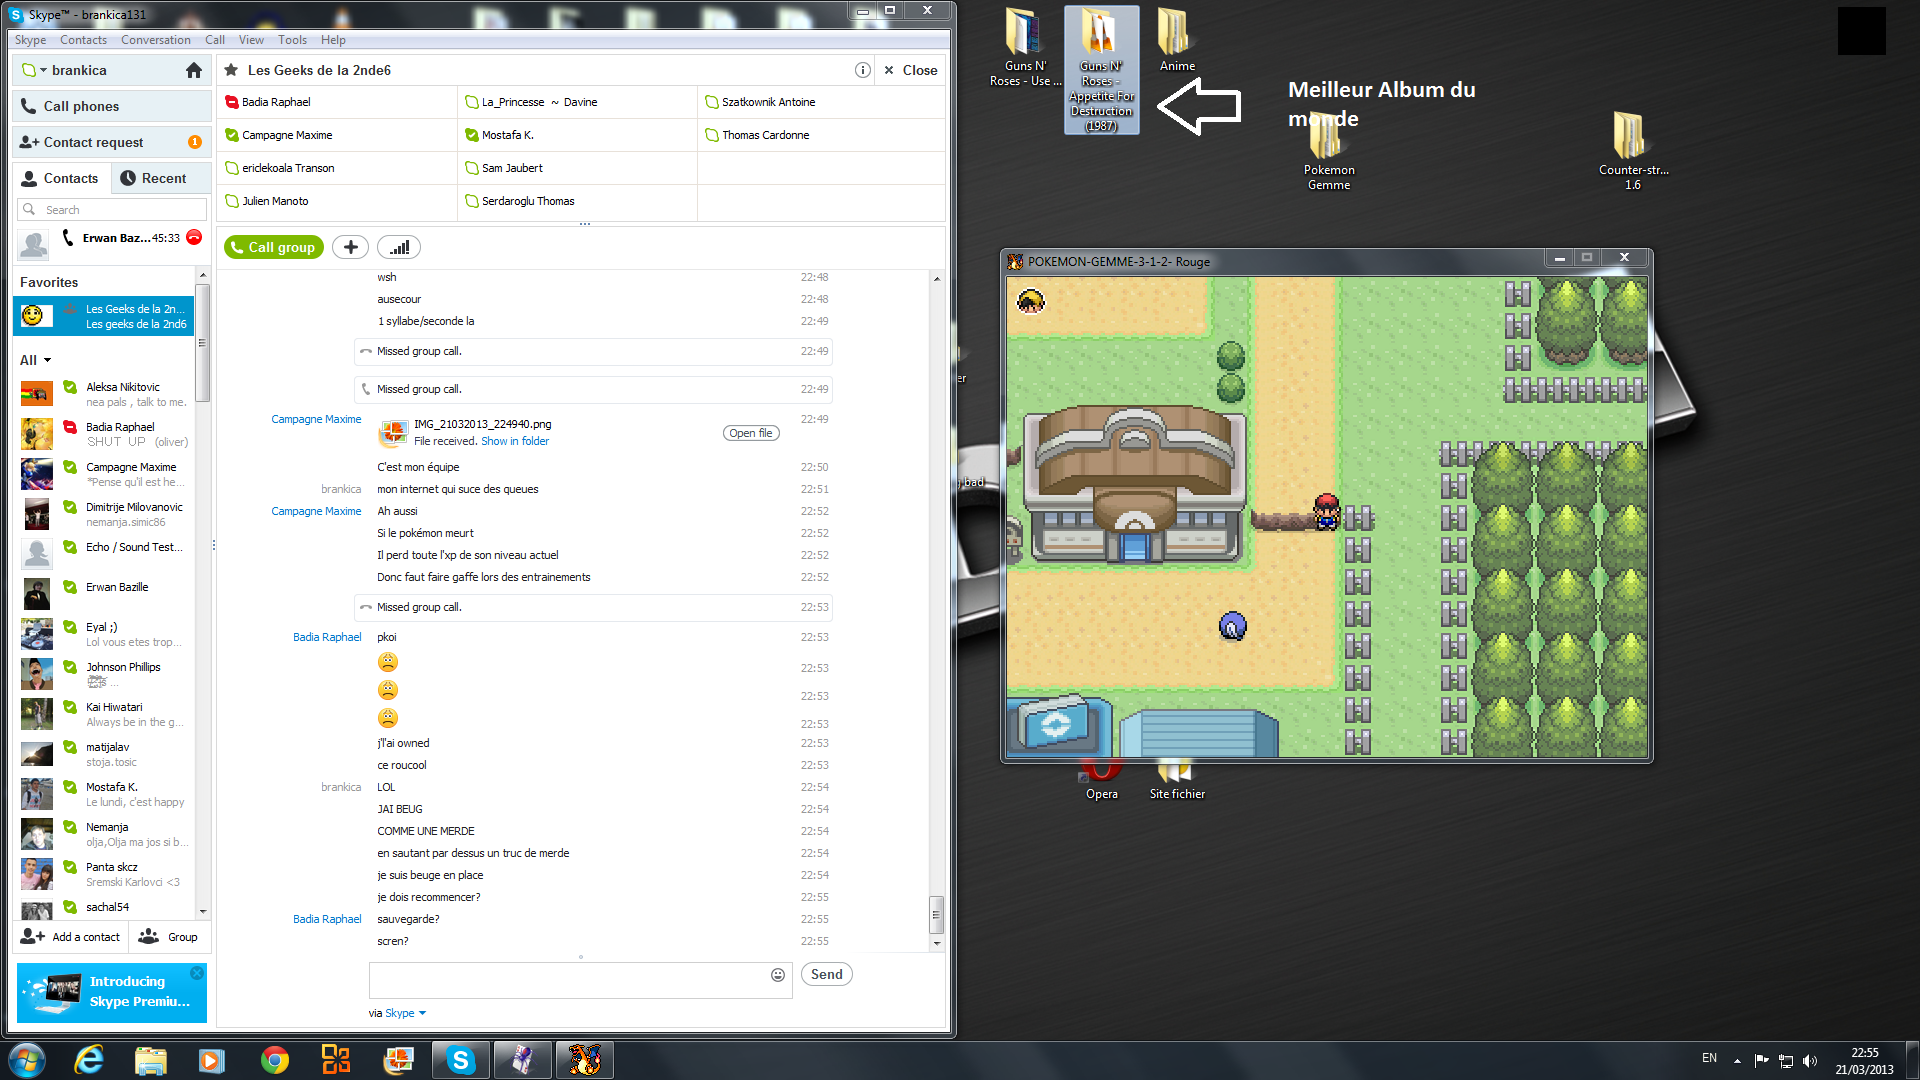 Skype™ - brankica131
Skype Contacts Conversation Call View Tools Help
brankica
Call phones
Contact request 1
Contacts Recent
Search
Erwan Baz... 45:33
Favorites
Les Geeks de la 2n...
Les geeks de la 2nd6
All
Aleksa Nikitovic
nea pals , talk to me.
Badia Raphael
SHUT UP (oliver)
Campagne Maxime
*Pense qu'il est he...
Dimitrije Milovanovic
nemanja.simic86
Echo / Sound Test...
Erwan Bazille
Eyal ;)
Lol vous etes trop...
Johnson Phillips
Kai Hiwatari
Always be in the g...
matijalav
stoja.tosic
Mostafa K.
Le lundi, c'est happy
Nemanja
olja,Olja ma jos si b...
Panta skcz
Sremski Karlovci <3
sachal54
Add a contact Group
Introducing
Skype Premiu...
Les Geeks de la 2nde6 Close
Badia Raphael La_Princesse ~ Davine Szatkownik Antoine
Campagne Maxime Mostafa K. Thomas Cardonne
ericlekoala Transon Sam Jaubert
Julien Manoto Serdaroglu Thomas
Call group
wsh 22:48
ausecour 22:48
1 syllabe/seconde la 22:49
Missed group call. 22:49
Missed group call. 22:49
Campagne Maxime IMG_21032013_224940.png 22:49
File received. Show in folder Open file
C'est mon équipe 22:50
brankica mon internet qui suce des queues 22:51
Campagne Maxime Ah aussi 22:52
Si le pokémon meurt 22:52
Il perd toute l'xp de son niveau actuel 22:52
Donc faut faire gaffe lors des entrainements 22:52
Missed group call. 22:53
Badia Raphael pkoi 22:53
22:53
22:53
22:53
j'l'ai owned 22:53
ce roucool 22:53
brankica LOL 22:54
JAI BEUG 22:54
COMME UNE MERDE 22:54
en sautant par dessus un truc de merde 22:54
je suis beuge en place 22:54
je dois recommencer? 22:55
Badia Raphael sauvegarde? 22:55
scren? 22:55
Send
via Skype
Guns N'
Roses - Use ...
Guns N'
Roses -
Appetite For
Destruction
(1987)
Anime
Meilleur Album du
monde
Pokemon
Gemme
Counter-str...
1.6
POKEMON-GEMME-3-1-2- Rouge
er
bad
Opera
Site fichier
EN
22:55
21/03/2013